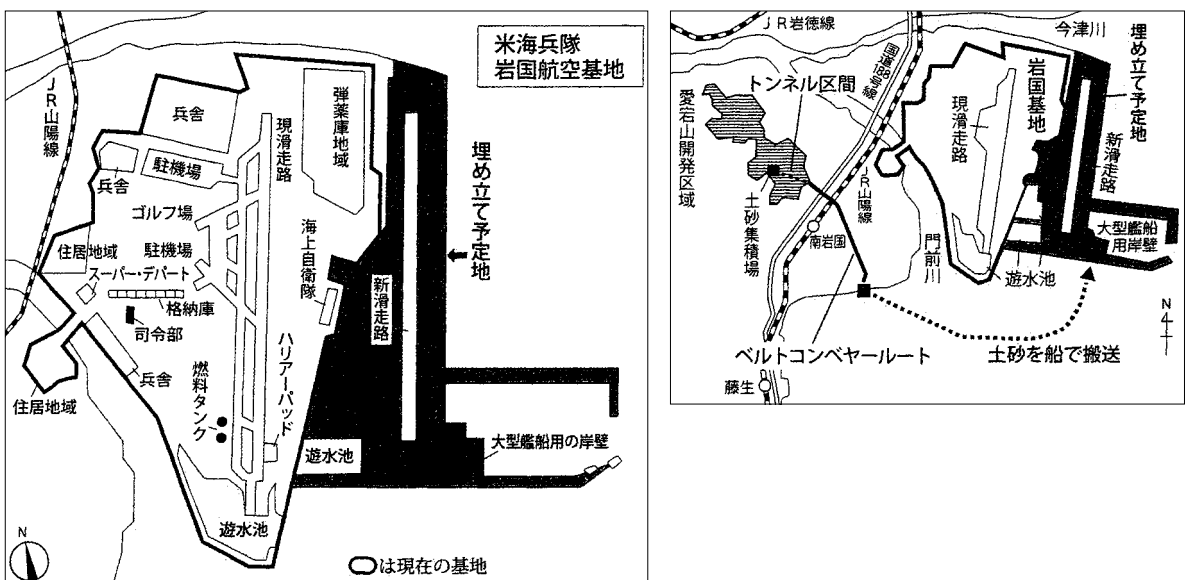 米海兵隊
岩国航空基地
JR山陽線
兵舎
弾薬庫地域
現滑走路
駐機場
兵舎
埋め立て予定地
ゴルフ場
住居地域
駐機場
海上自衛隊
スーパー・デパート
格納庫
新滑走路
司令部
ハリアーパッド
兵舎
燃料タンク
住居地域
大型艦船用の岸壁
遊水池
遊水池
N
は現在の基地
JR岩徳線
今津川
国道188号線
トンネル区間
岩国基地
埋め立て予定地
愛宕山開発区域
現滑走路
新滑走路
土砂集積場
JR山陽線
大型艦船
用岸壁
南岩国
門前川
遊水池
N
ベルトコンベヤールート
土砂を船で搬送
藤生